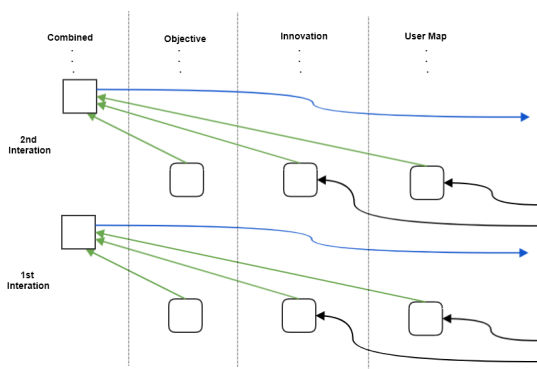 Combined
Objective
Innovation
User Map
2nd
Interation
1st
Interation